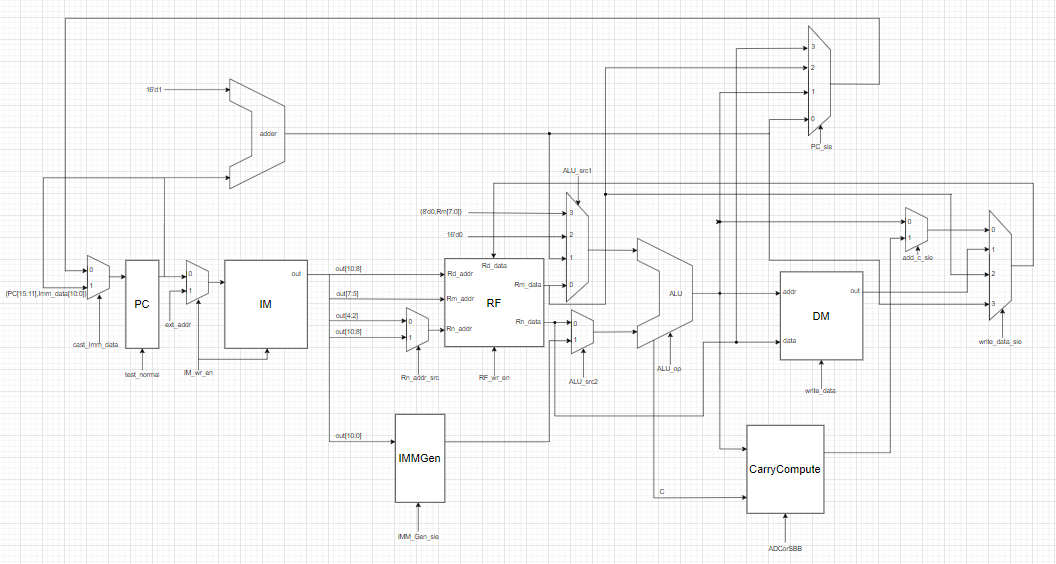 3
2
1
0
PC_sle
16'd1
adder
ALU_src1
(8'd0,Rm[7:0])
3
16'd0
2
1
0
0
1
add_c_sle
0
1
2
3
write_data_sle
0
1
{PC[15:11],Imm_data[10:0]}
cast_Imm_data
PC
test_normal
0
1
ext_addr
IM_wr_en
out
IM
out[10:8]
out[7:5]
out[4:2]
out[10:8]
0
1
Rn_addr_src
Rd_data
Rd_addr
Rm_addr
Rn_addr
RF
Rm_data
Rn_data
RF_wr_en
0
1
ALU_src2
ALU
ALU_op
addr
out
DM
data
write_data
out[10:0]
IMMGen
IMM_Gen_sle
C
CarryCompute
ADCorSBB